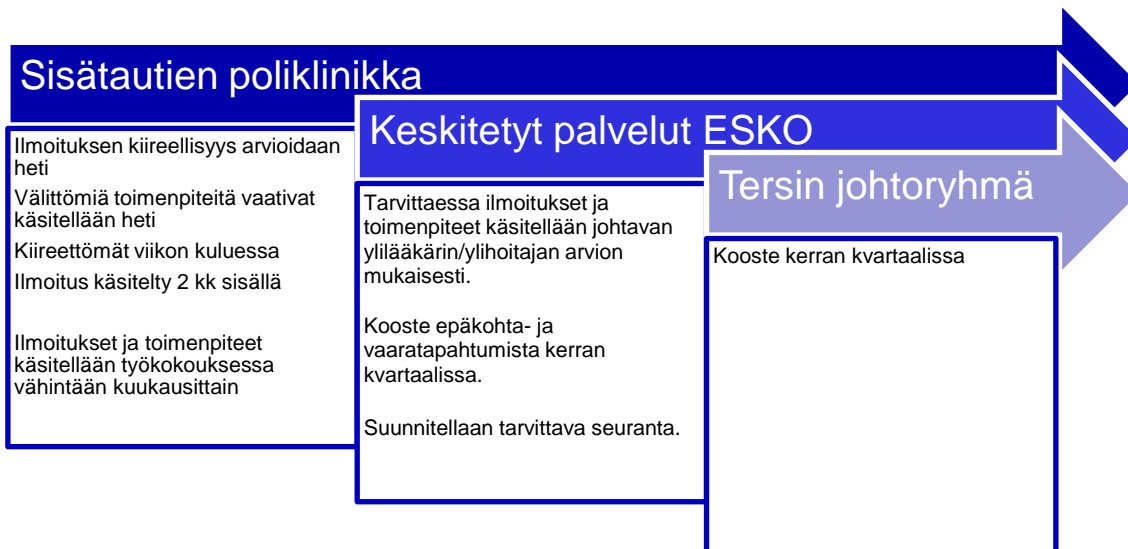 Sisätautien poliklinikka
Ilmoituksen kiireellisyys arvioidaan
heti
Välittömiä toimenpiteitä vaativat
käsitellään heti
Kiireettömät viikon kuluessa
Ilmoitus käsitelty 2 kk sisällä
Ilmoitukset ja toimenpiteet
käsitellään työkokouksessa
vähintään kuukausittain
Keskitetyt palvelut ESKO
Tarvittaessa ilmoitukset ja
toimenpiteet käsitellään johtavan
ylilääkärin/ylihoitajan arvion
mukaisesti.
Kooste epäkohta- ja
vaaratapahtumista kerran
kvartaalissa.
Suunnitellaan tarvittava seuranta.
Tersin johtoryhmä
Kooste kerran kvartaalissa